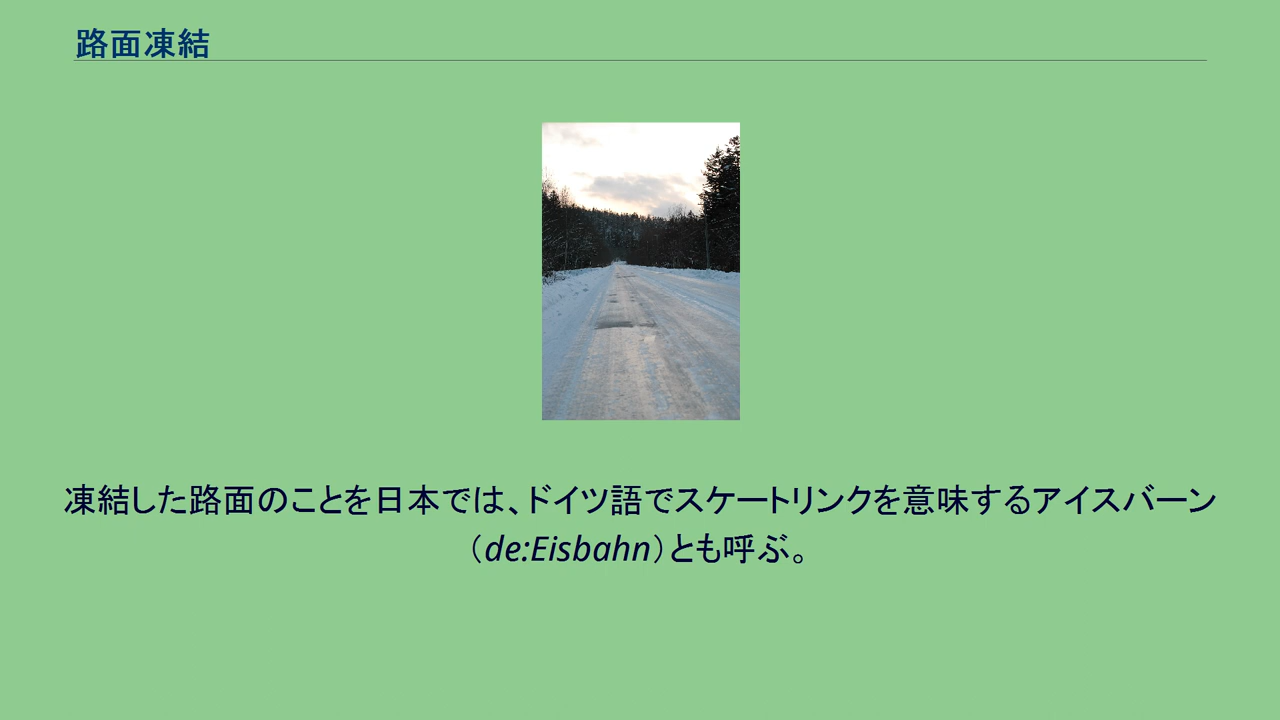 路面凍結
凍結した路面のことを日本では、ドイツ語でスケートリンクを意味するアイスバーン
（de:Eisbahn）とも呼ぶ。